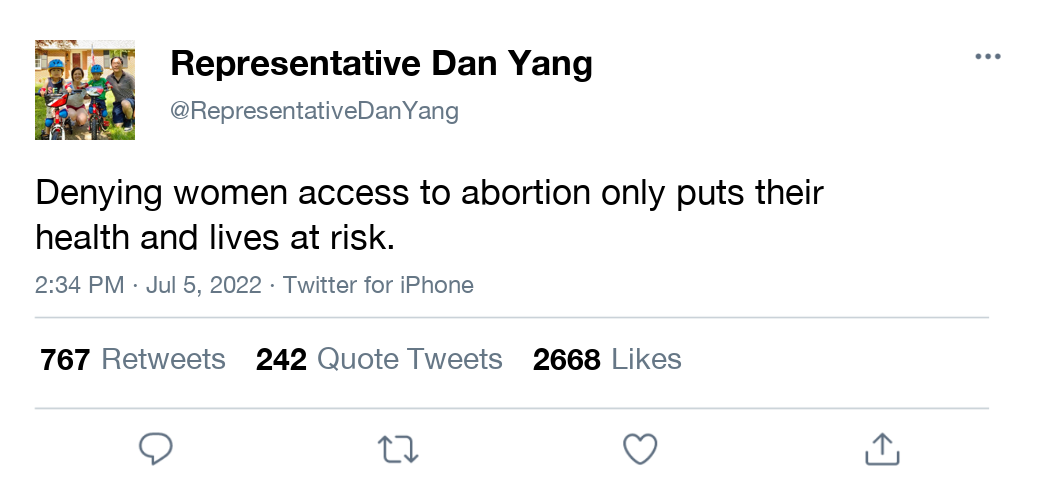 Representative Dan Yang
@RepresentativeDanYang
Denying women access to abortion only puts their
health and lives at risk.
2:34 PM · Jul 5, 2022 · Twitter for iPhone
767 Retweets 242 Quote Tweets 2668 Likes